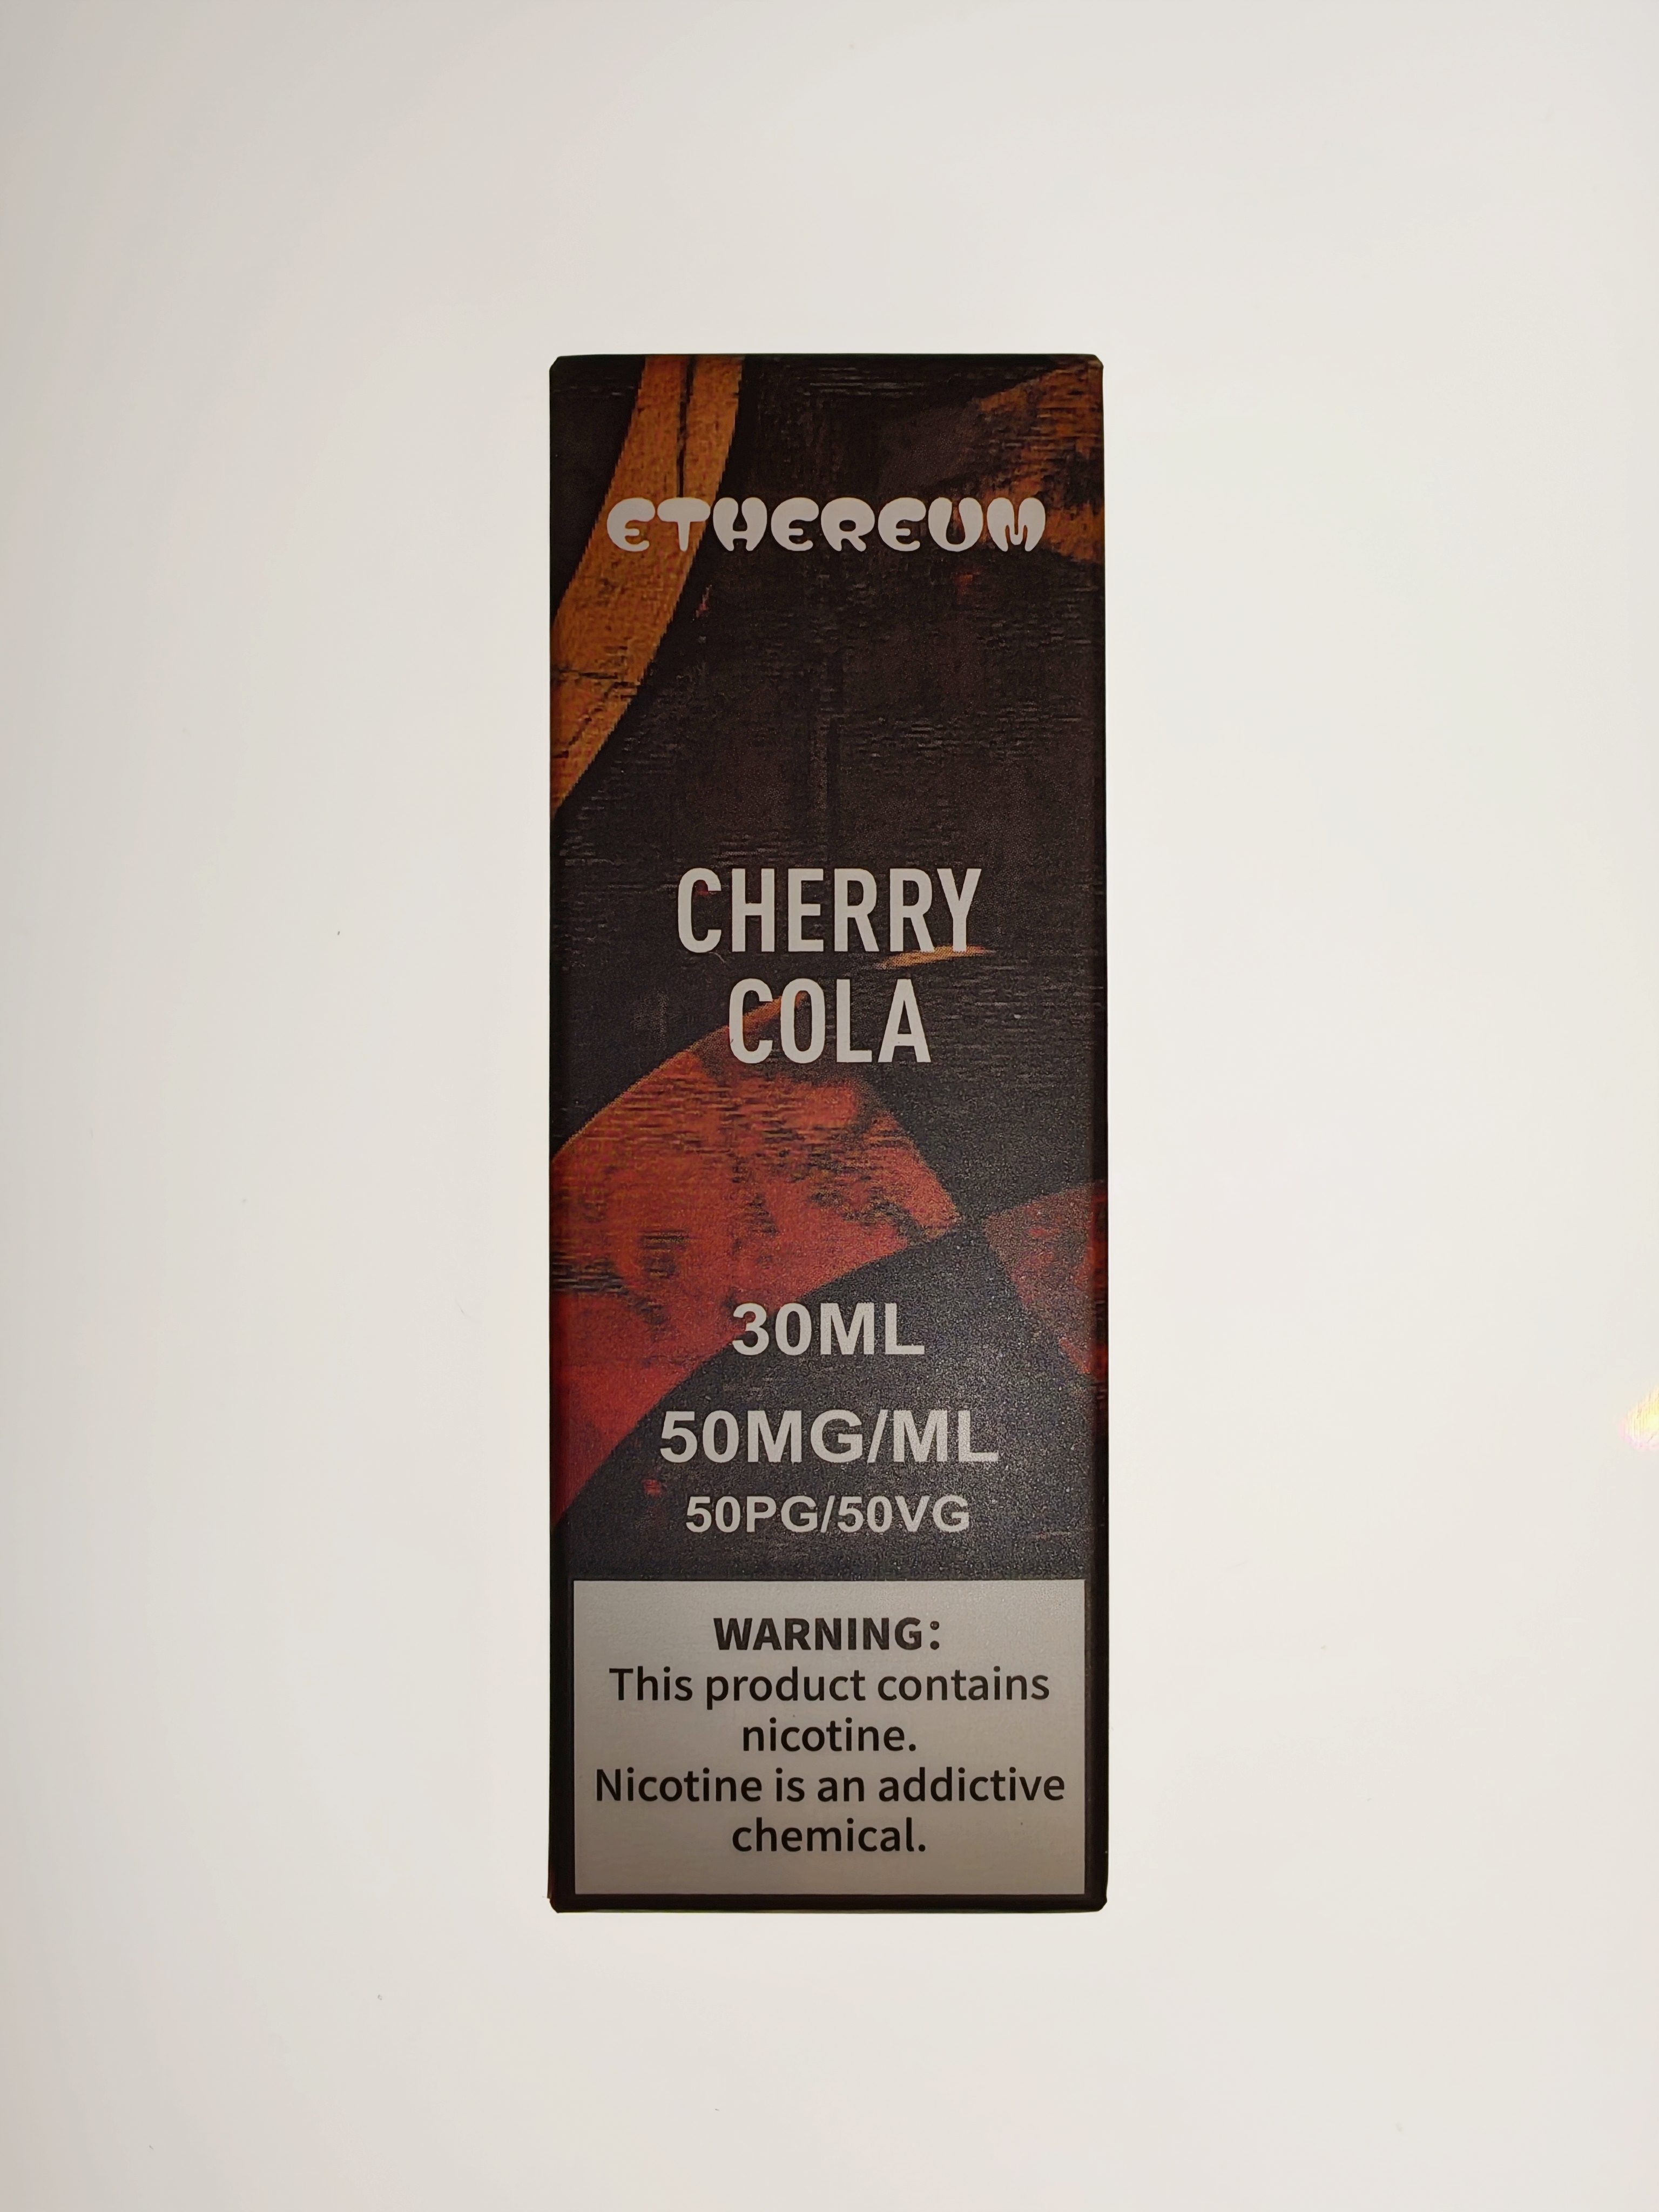 ETHEREUM
CHERRY
COLA
30ML
50MG/ML
50PG/50VG
WARNING:
This product contains
nicotine.
Nicotine is an addictive
chemical.